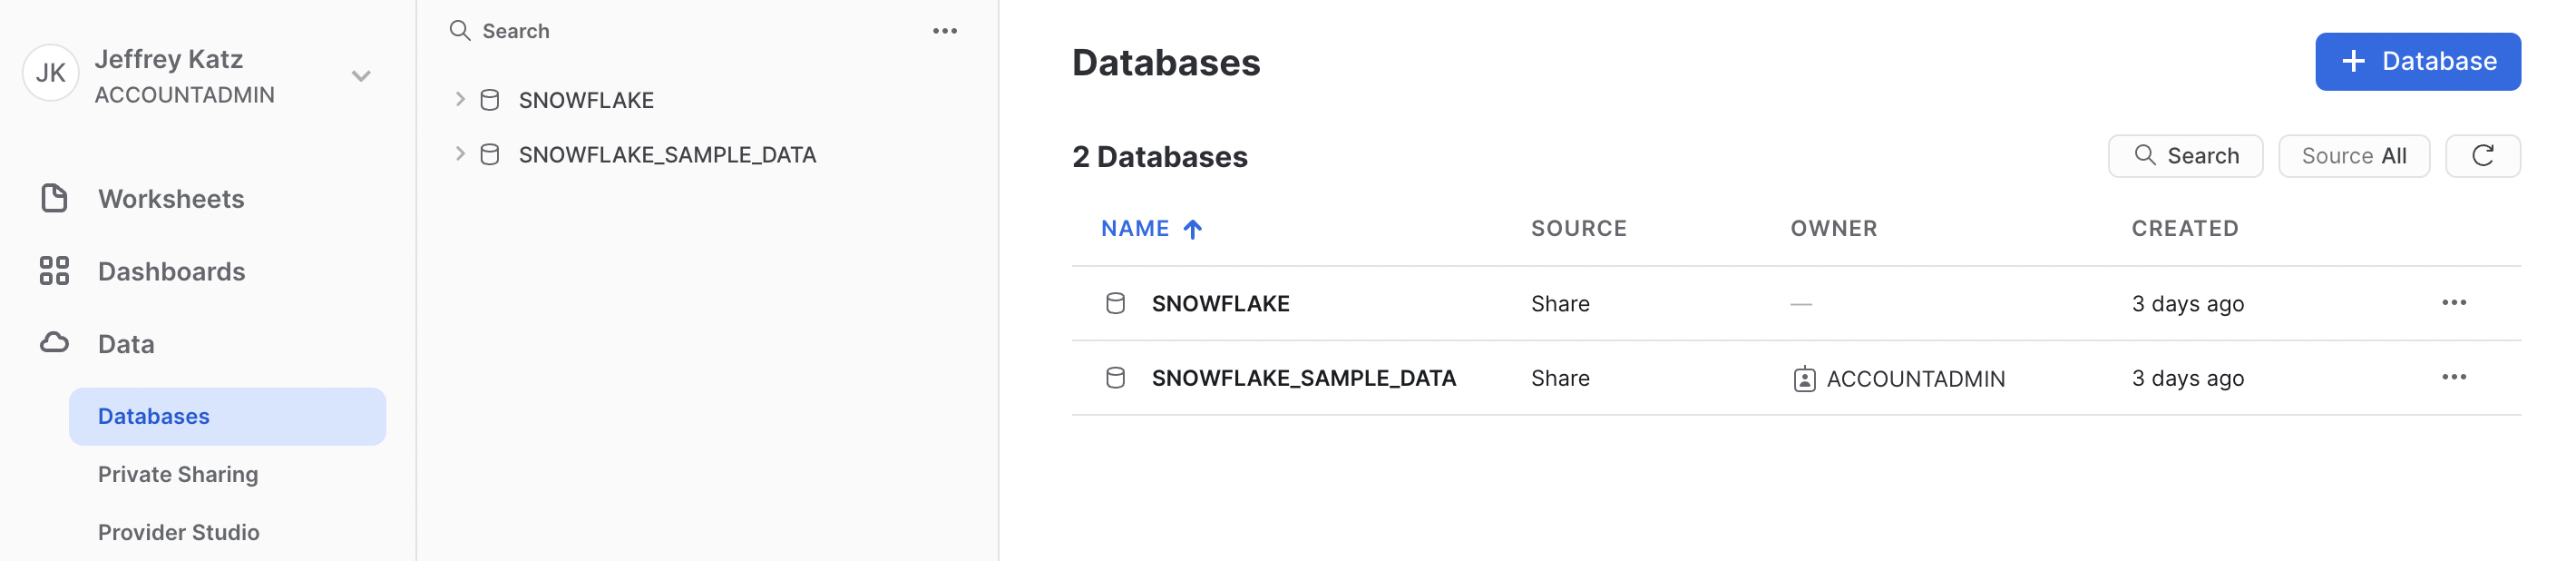 JK
Jeffrey Katz
ACCOUNTADMIN
Worksheets
Dashboards
Data
Databases
Private Sharing
Provider Studio
Search
SNOWFLAKE
SNOWFLAKE_SAMPLE_DATA
Databases
+ Database
2 Databases
Search
Source All
NAME SOURCE OWNER CREATED
SNOWFLAKE Share — 3 days ago
SNOWFLAKE_SAMPLE_DATA Share ACCOUNTADMIN 3 days ago